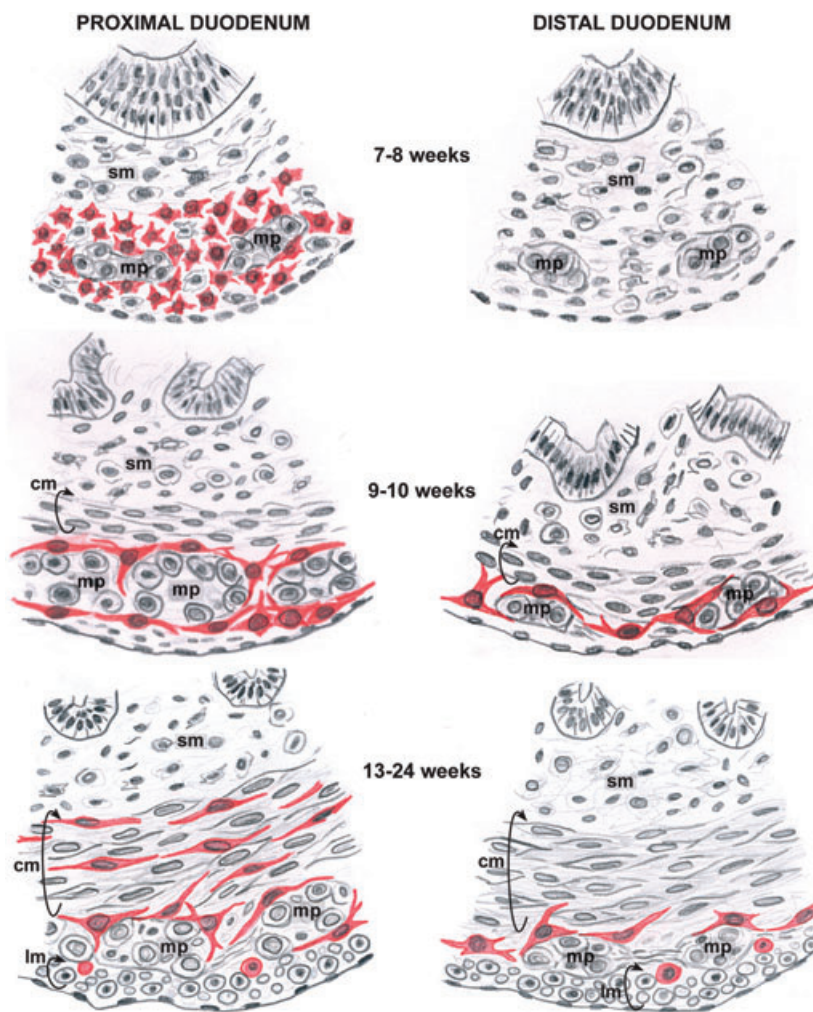 PROXIMAL DUODENUM
DISTAL DUODENUM
sm
7-8 weeks
sm
mp
mp
mp
mp
sm
cm
9-10 weeks
sm
cm
mp
mp
mp
mp
sm
13-24 weeks
sm
cm
cm
mp
mp
lm
mp
mp
lm